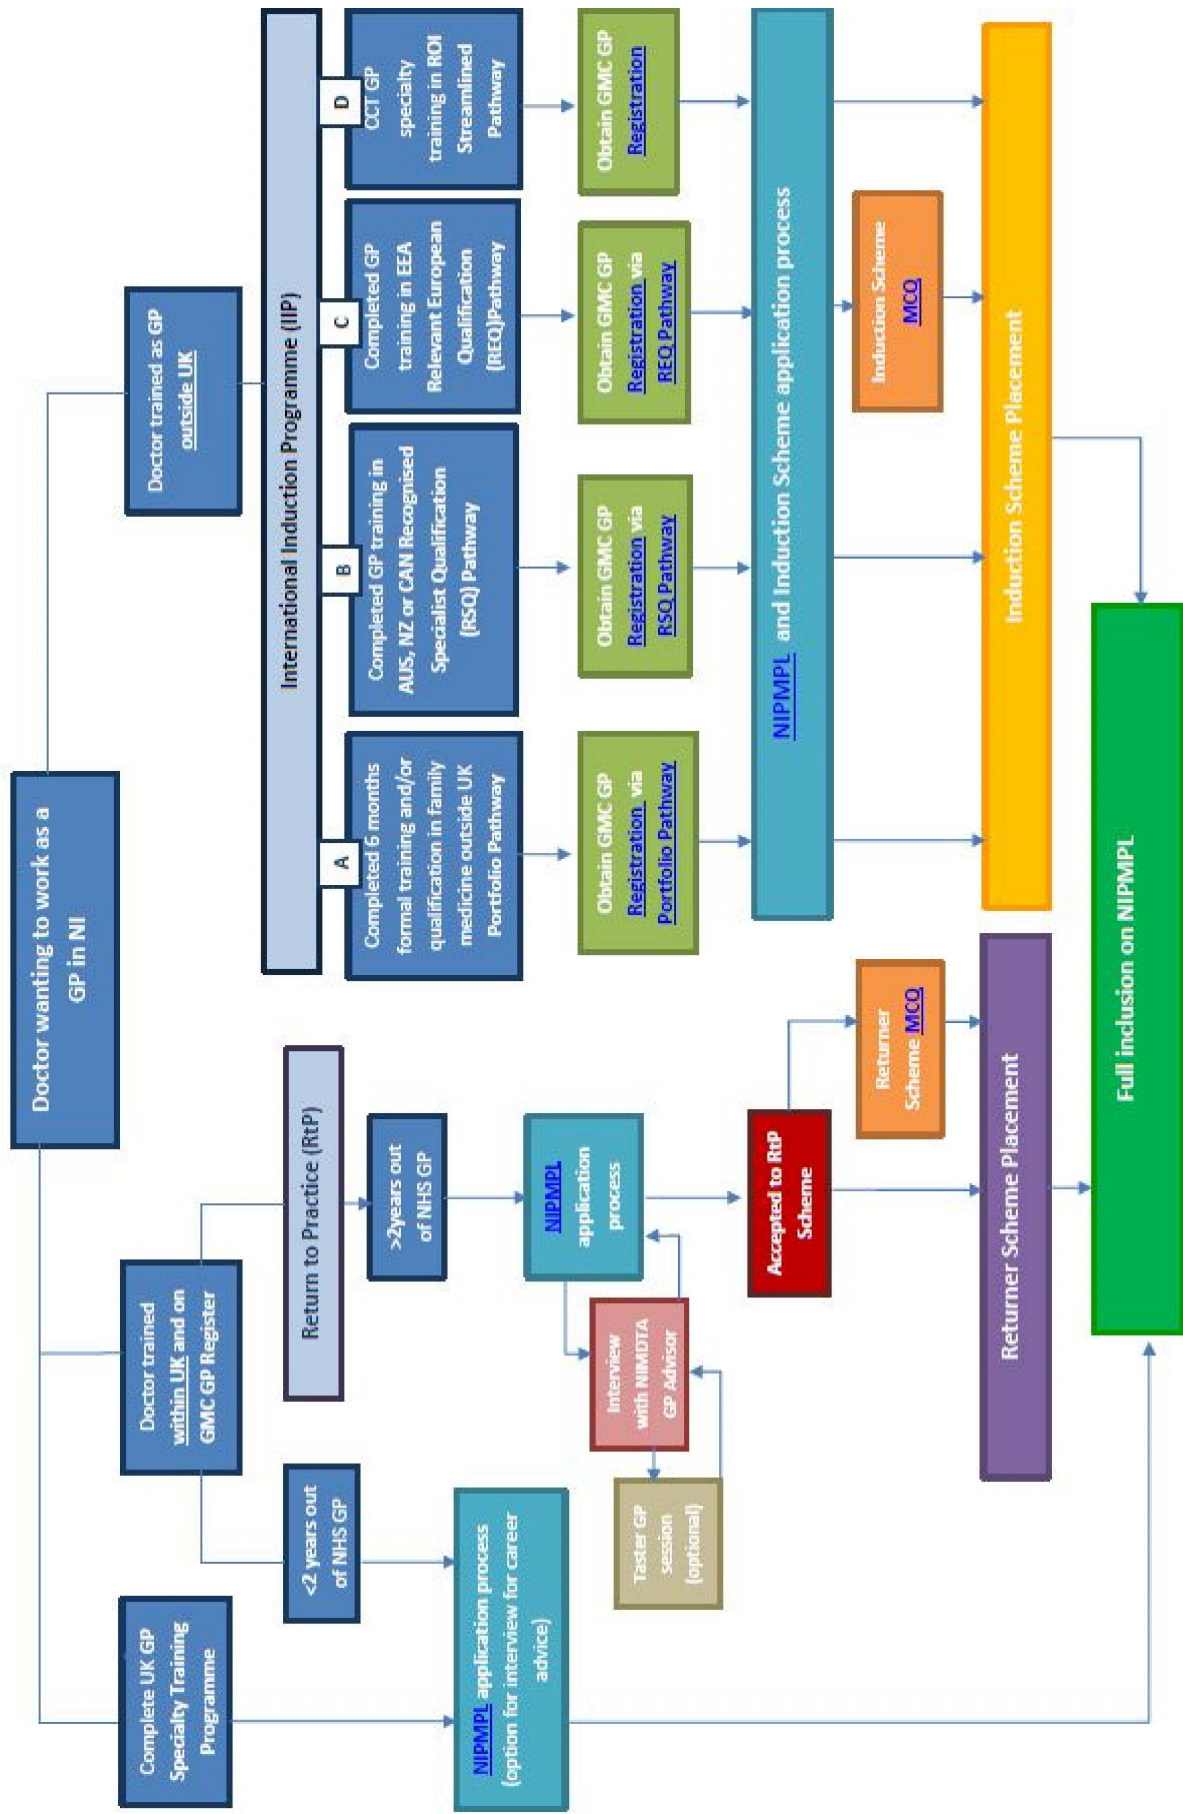 Doctor wanting to work as a
GP in NI
Complete UK GP
Specialty Training
Programme
Doctor trained
within UK and on
GMC GP Register
Doctor trained as GP
outside UK
<2 years out
of NHS GP
Return to Practice (RtP)
International Induction Programme (IIP)
>2years out
of NHS GP
A
Completed 6 months
formal training and/or
qualification in family
medicine outside UK
Portfolio Pathway
B
Completed GP training in
AUS, NZ or CAN Recognised
Specialist Qualification
(RSQ) Pathway
C
Completed GP
training in EEA
Relevant European
Qualification
(REQ)Pathway
D
CCT GP
specialty
training in ROI
Streamlined
Pathway
NIPMPL application process
(option for interview for career
advice)
NIPMPL
application
process
Obtain GMC GP
Registration via
Portfolio Pathway
Obtain GMC GP
Registration via
RSQ Pathway
Obtain GMC GP
Registration via
REQ Pathway
Obtain GMC GP
Registration
Taster GP
session
(optional)
Interview
with NIMDTA
GP Advisor
Accepted to RtP
Scheme
NIPMPL and Induction Scheme application process
Returner
Scheme MCQ
Induction Scheme
MCQ
Returner Scheme Placement
Induction Scheme Placement
Full inclusion on NIPMPL